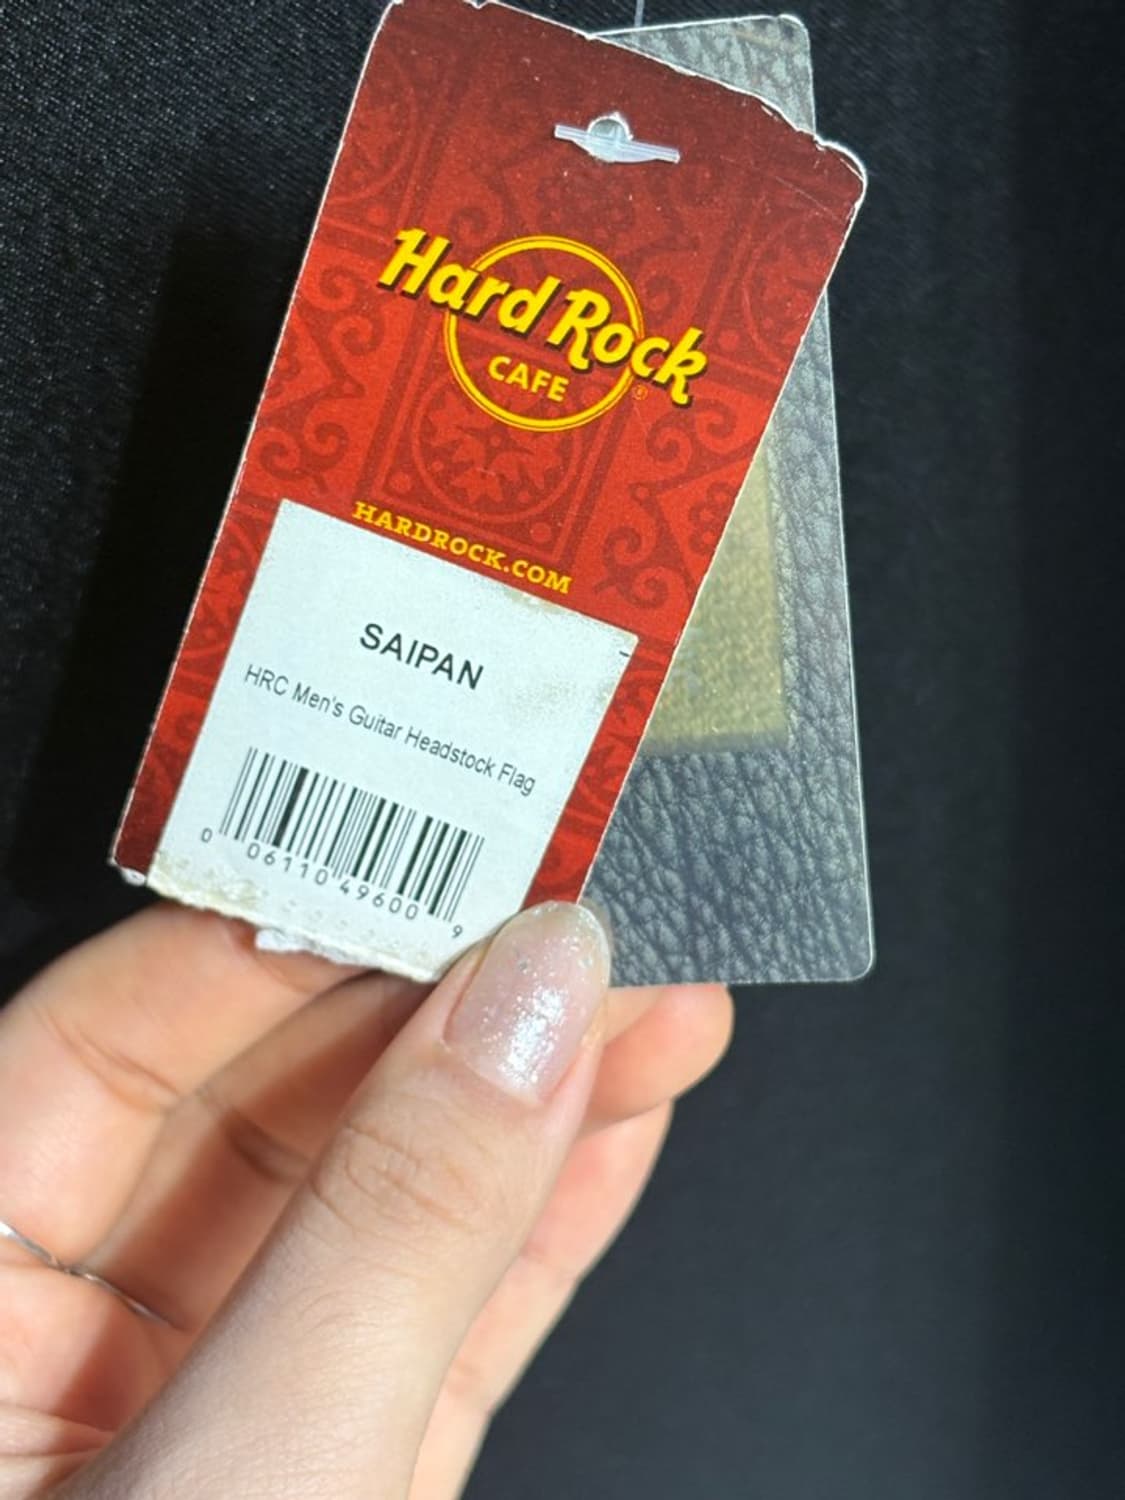 Hard Rock
CAFE
®
HARDROCK.COM
SAIPAN
HRC Men's Guitar Headstock Flag
0 06110 49600 9